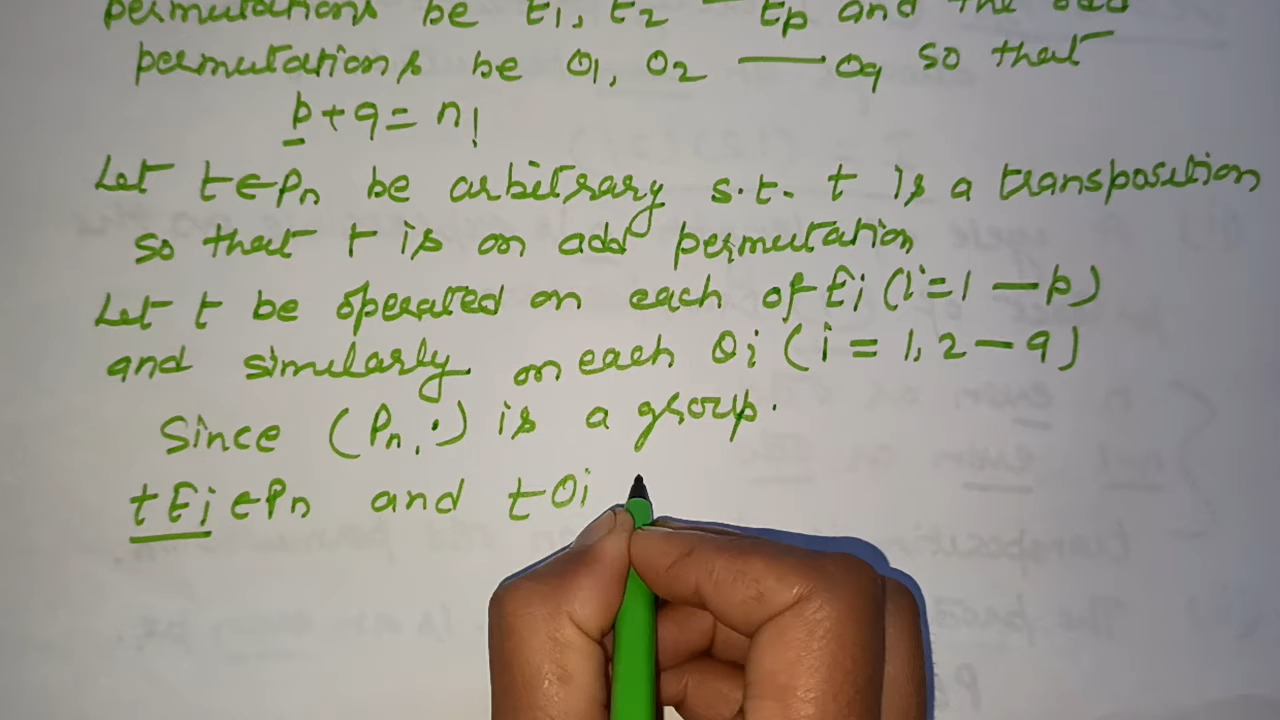 permutations be E1, E2 — Ep and the odd
permutations be O1, O2 — Oq so that
p+q = n!
Let t∈Pn be arbitrary s.t. t is a transposition
so that t is on add permutation
Let t be operated on each of Ei (i=1 — p)
and similarly on each Oi (i = 1, 2 — q)
Since (Pn, ·) is a group.
tEi ∈ Pn and tOi